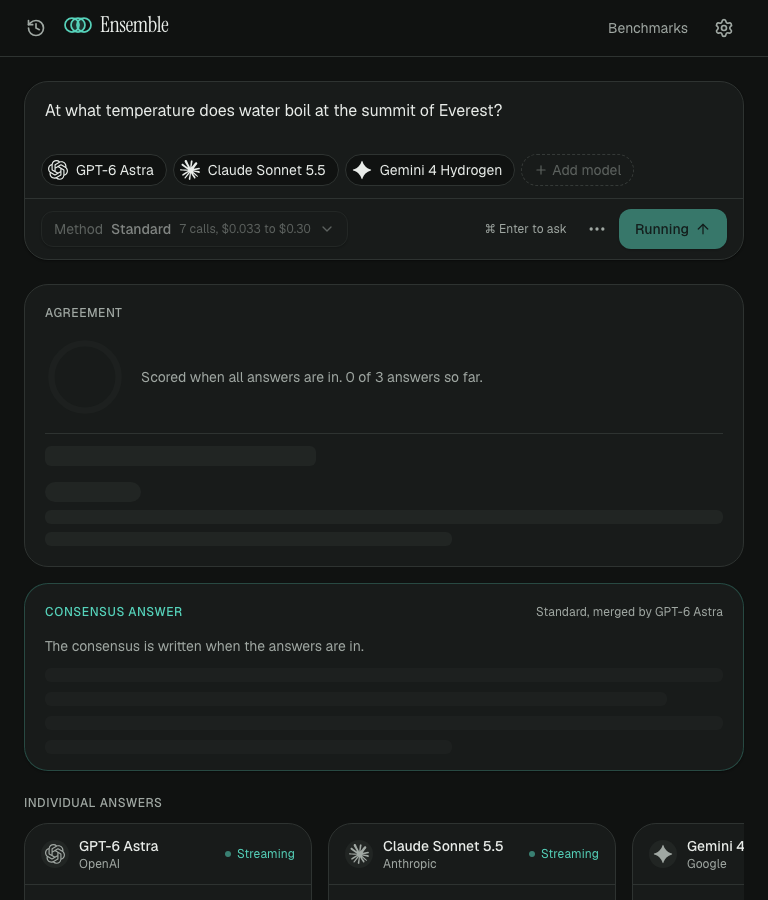 Ensemble
Benchmarks
At what temperature does water boil at the summit of Everest?
GPT-6 Astra
Claude Sonnet 5.5
Gemini 4 Hydrogen
+ Add model
Method Standard 7 calls, $0.033 to $0.30
⌘ Enter to ask
Running ↑
AGREEMENT
Scored when all answers are in. 0 of 3 answers so far.
CONSENSUS ANSWER
Standard, merged by GPT-6 Astra
The consensus is written when the answers are in.
INDIVIDUAL ANSWERS
GPT-6 Astra
OpenAI
Streaming
Claude Sonnet 5.5
Anthropic
Streaming
Gemini 4
Google